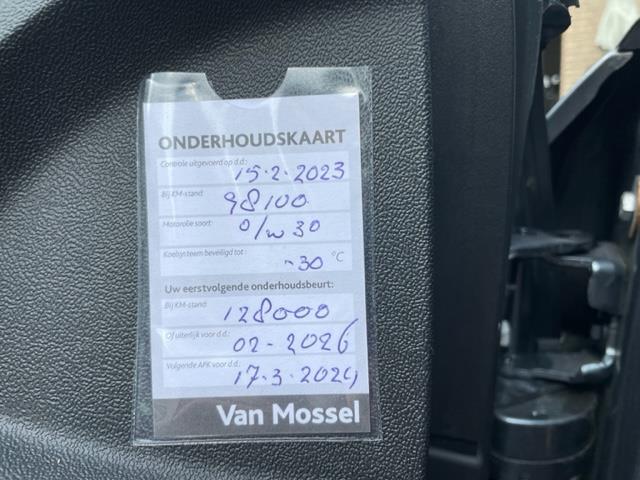 ONDERHOUDSKAART
Controle uitgevoerd op d.d.: 15.2.2023
Bij KM-stand: 98100
Motorolie soort: 0/w30
Koelsysteem beveiligd tot: -30 °C
Uw eerstvolgende onderhoudsbeurt:
Bij KM-stand: 128000
Of uiterlijk voor d.d.: 02-2026
Volgende APK voor d.d.: 17.3.2024
Van Mossel